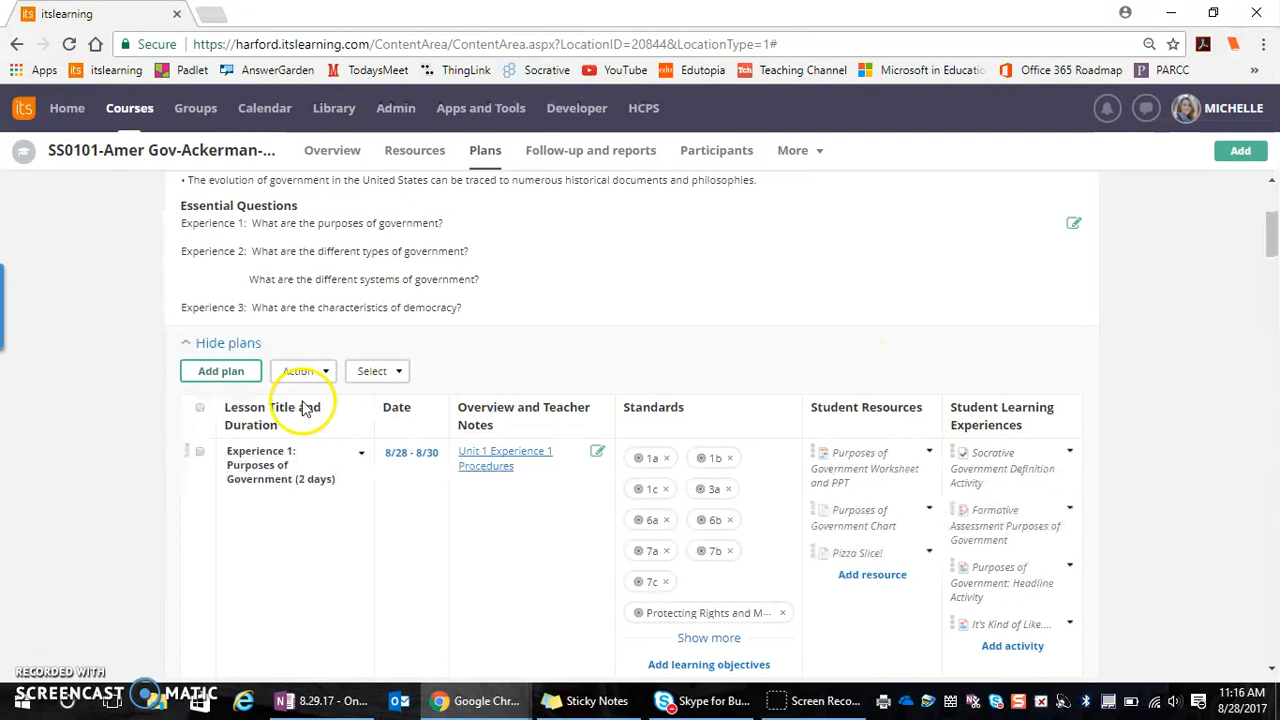 its itslearning
Secure https://harford.itslearning.com/ContentArea/ContentArea.aspx?LocationID=20844&LocationType=1#
Apps its itslearning Padlet AnswerGarden TodaysMeet ThingLink Socrative YouTube edu Edutopia Tch Teaching Channel Microsoft in Educatio Office 365 Roadmap P PARCC »
its Home Courses Groups Calendar Library Admin Apps and Tools Developer HCPS MICHELLE
SS0101-Amer Gov-Ackerman-... Overview Resources Plans Follow-up and reports Participants More Add
• The evolution of government in the United States can be traced to numerous historical documents and philosophies.
Essential Questions
Experience 1: What are the purposes of government?
Experience 2: What are the different types of government?
What are the different systems of government?
Experience 3: What are the characteristics of democracy?
Hide plans
Add plan Action Select
Lesson Title and Duration
Date
Overview and Teacher Notes
Standards
Student Resources
Student Learning Experiences
Experience 1:
Purposes of
Government (2 days)
8/28 - 8/30
Unit 1 Experience 1
Procedures
1a × 1b ×
1c × 3a ×
6a × 6b ×
7a × 7b ×
7c ×
Protecting Rights and M... ×
Show more
Add learning objectives
Purposes of
Government Worksheet
and PPT
Purposes of
Government Chart
Pizza Slice!
Add resource
Socrative
Government Definition
Activity
Formative
Assessment Purposes of
Government
Purposes of
Government: Headline
Activity
It's Kind of Like....
Add activity
RECORDED WITH
SCREENCAST MATIC
8.29.17 - On... Google Chr... Sticky Notes Skype for Bu... Screen Reco...
11:16 AM
8/28/2017